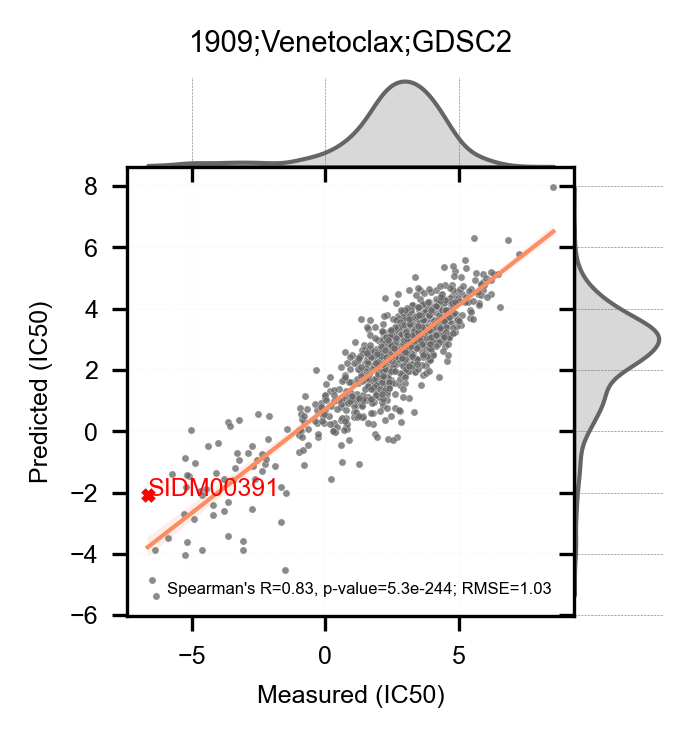 1909;Venetoclax;GDSC2
8
6
4
2
0
−2
−4
−6
Predicted (IC50)
SIDM00391
Spearman's R=0.83, p-value=5.3e-244; RMSE=1.03
−5 0 5
Measured (IC50)